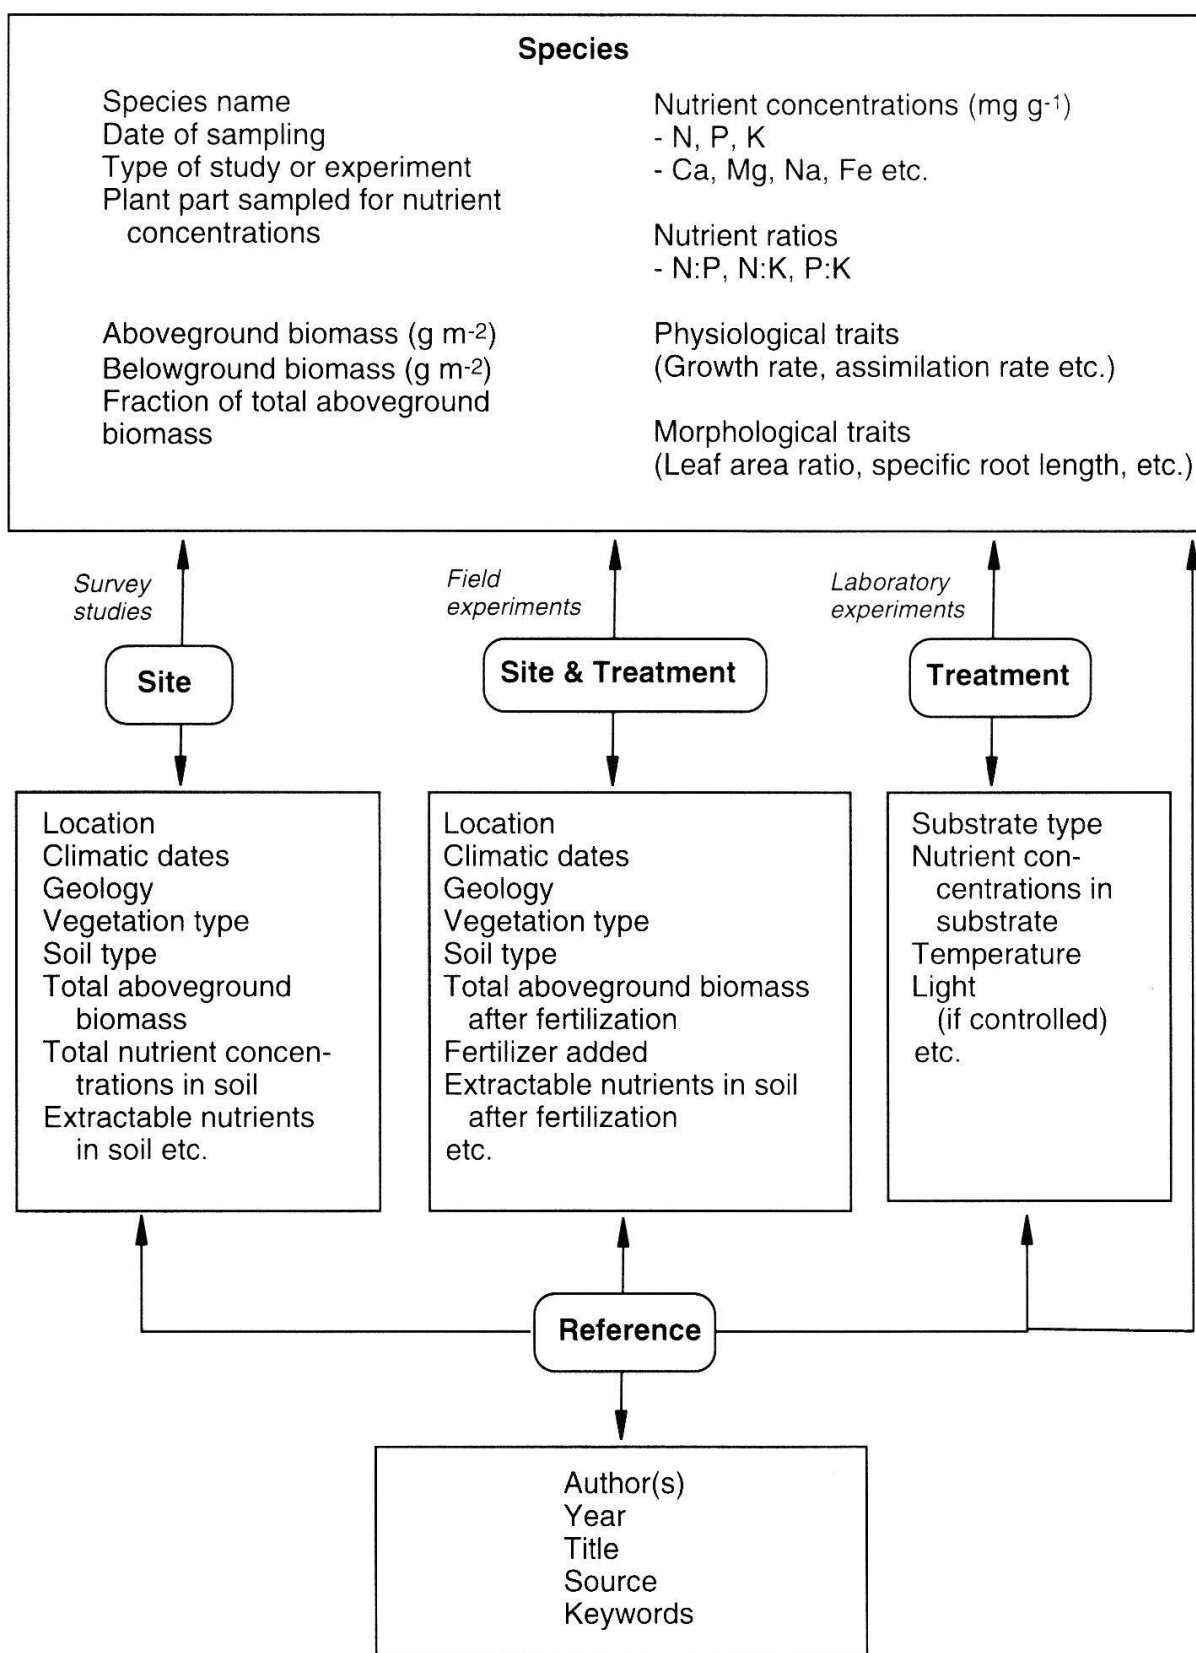 Species
Species name
Date of sampling
Type of study or experiment
Plant part sampled for nutrient
concentrations
Aboveground biomass (g m-2)
Belowground biomass (g m-2)
Fraction of total aboveground
biomass
Nutrient concentrations (mg g-1)
- N, P, K
- Ca, Mg, Na, Fe etc.
Nutrient ratios
- N:P, N:K, P:K
Physiological traits
(Growth rate, assimilation rate etc.)
Morphological traits
(Leaf area ratio, specific root length, etc.)
Survey
studies
Field
experiments
Laboratory
experiments
Site
Site & Treatment
Treatment
Location
Climatic dates
Geology
Vegetation type
Soil type
Total aboveground
biomass
Total nutrient concen-
trations in soil
Extractable nutrients
in soil etc.
Location
Climatic dates
Geology
Vegetation type
Soil type
Total aboveground biomass
after fertilization
Fertilizer added
Extractable nutrients in soil
after fertilization
etc.
Substrate type
Nutrient con-
centrations in
substrate
Temperature
Light
(if controlled)
etc.
Reference
Author(s)
Year
Title
Source
Keywords